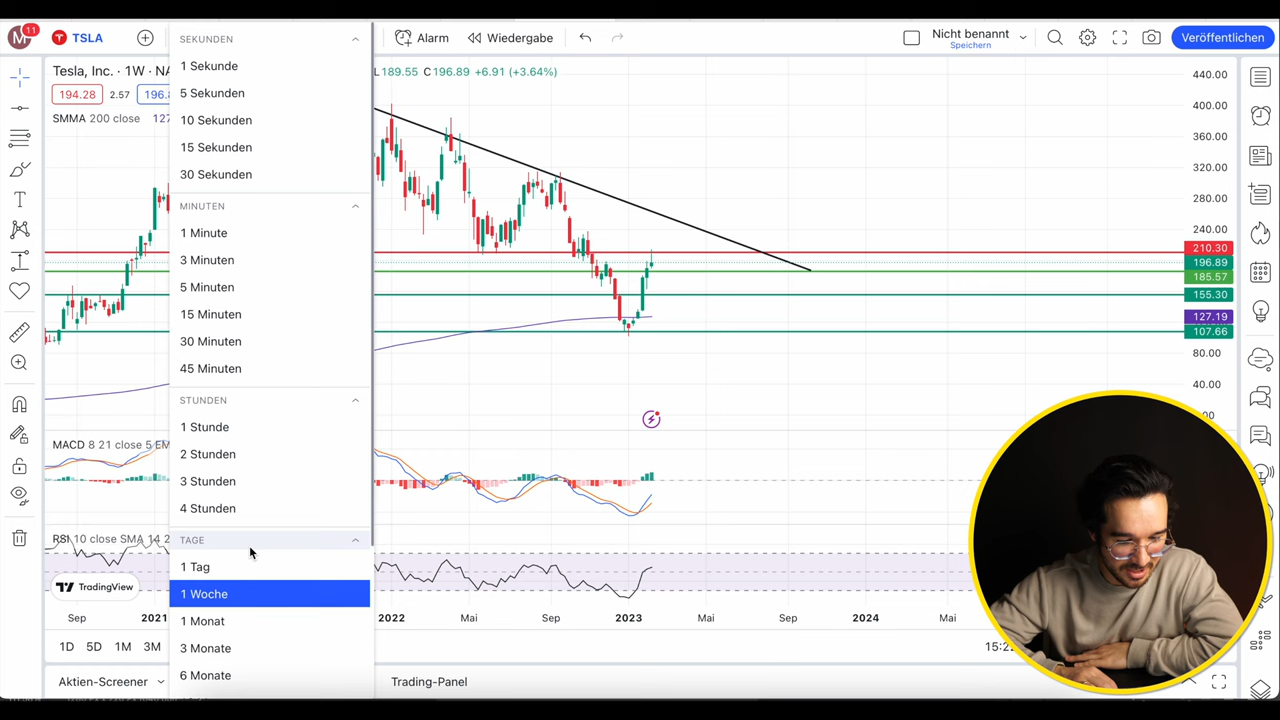 M
11
TSLA
Alarm
Wiedergabe
Nicht benannt
Speichern
Veröffentlichen
Tesla, Inc. · 1W · NA
L189.55 C196.89 +6.91 (+3.64%)
194.28
2.57
196.8
SMMA 200 close 127
SEKUNDEN
1 Sekunde
5 Sekunden
10 Sekunden
15 Sekunden
30 Sekunden
MINUTEN
1 Minute
3 Minuten
5 Minuten
15 Minuten
30 Minuten
45 Minuten
STUNDEN
1 Stunde
2 Stunden
3 Stunden
4 Stunden
TAGE
1 Tag
1 Woche
1 Monat
3 Monate
6 Monate
440.00
400.00
360.00
320.00
280.00
240.00
210.30
196.89
185.57
155.30
127.19
107.66
80.00
40.00
MACD 8 21 close 5 EM
RSI 10 close SMA 14 2
TradingView
Sep
2021
2022
Mai
Sep
2023
Mai
Sep
2024
Mai
1D
5D
1M
3M
Aktien-Screener
Trading-Panel